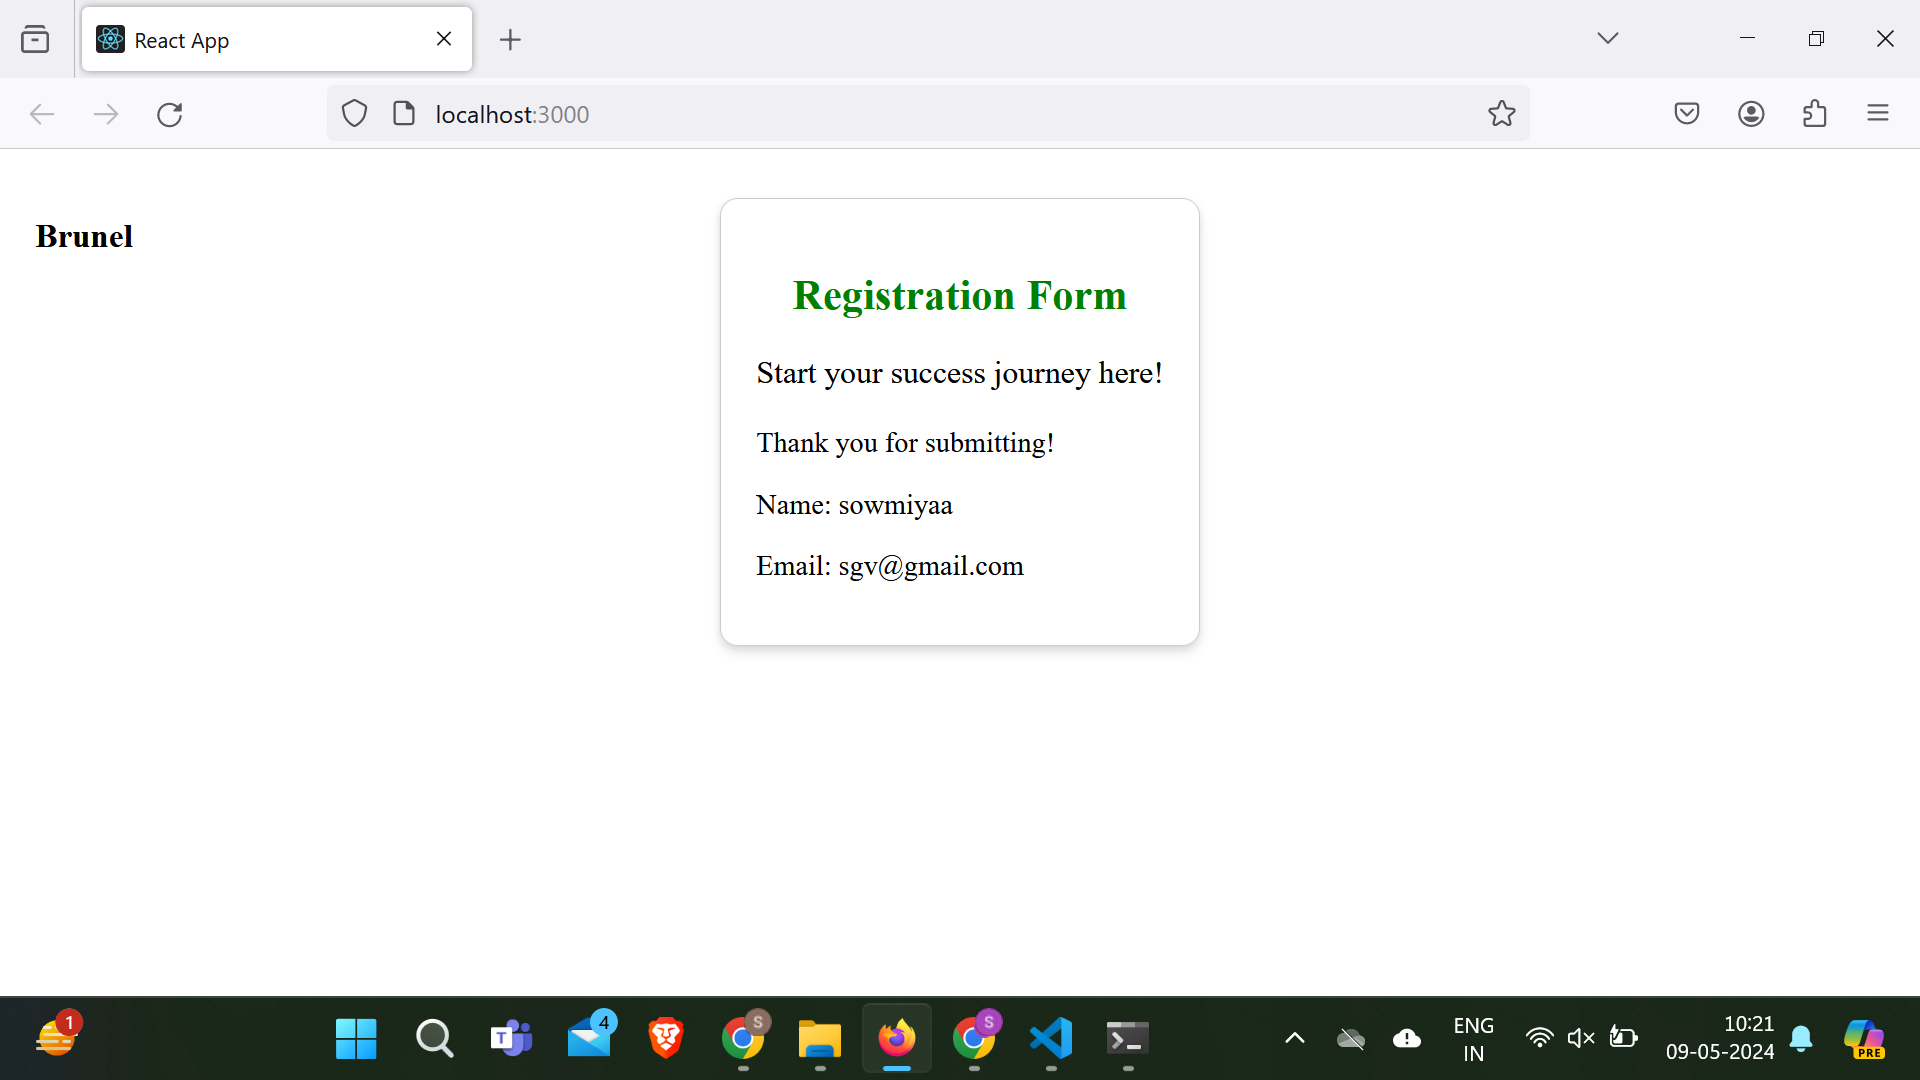 React App
localhost:3000
Brunel
Registration Form
Start your success journey here!
Thank you for submitting!
Name: sowmiyaa
Email: sgv@gmail.com
1
T
4
S
S
ENG
IN
10:21
09-05-2024
PRE